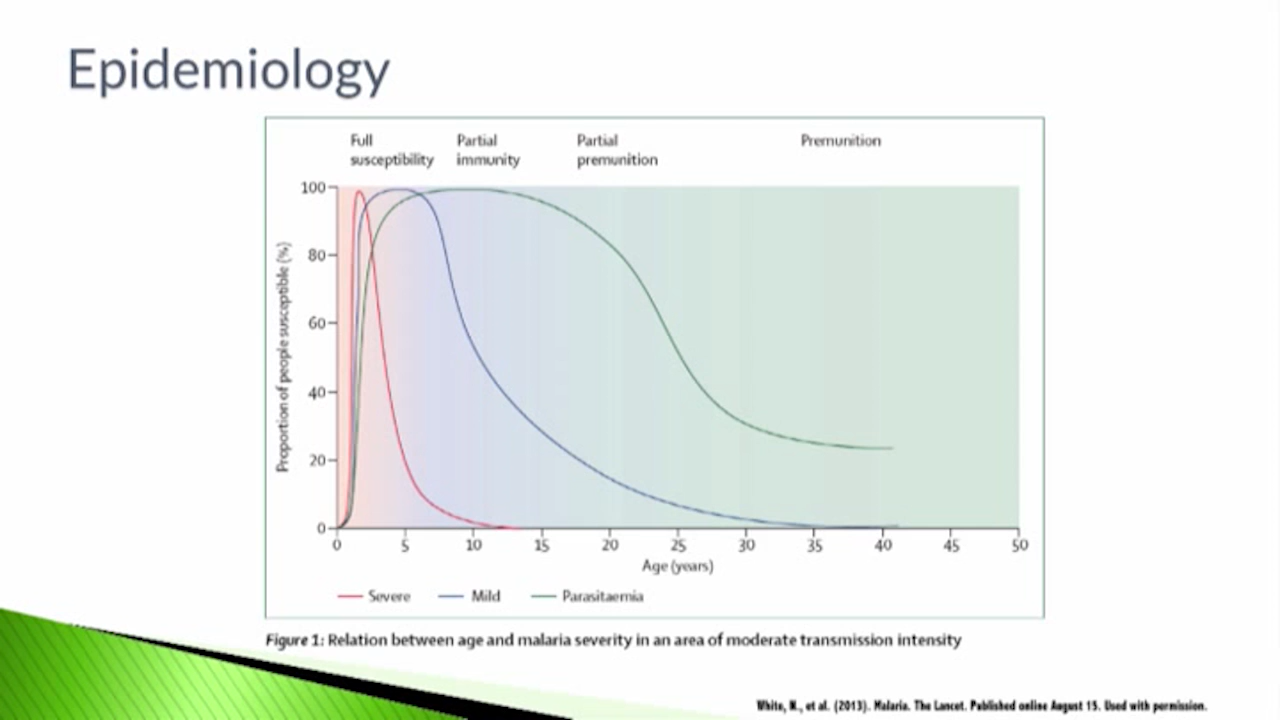 Epidemiology
Full susceptibility
Partial immunity
Partial premunition
Premunition
Proportion of people susceptible (%)
100
80
60
40
20
0
0 5 10 15 20 25 30 35 40 45 50
Age (years)
Severe Mild Parasitaemia
Figure 1: Relation between age and malaria severity in an area of moderate transmission intensity
White, N., et al. (2013). Malaria. The Lancet. Published online August 15. Used with permission.